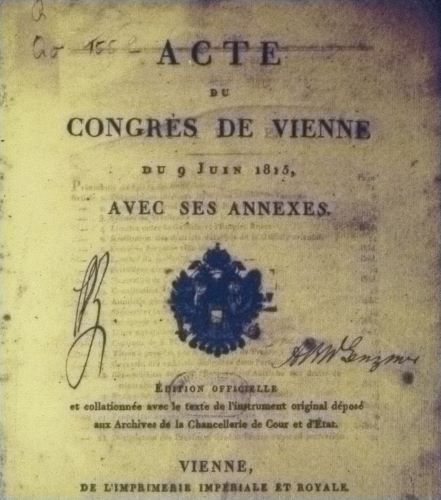 ACTE
DU
CONGRÈS DE VIENNE
DU 9 JUIN 1815,
AVEC SES ANNEXES.
ÉDITION OFFICIELLE
et collationnée avec le texte de l'instrument original déposé
aux Archives de la Chancellerie de Cour et d'État.
VIENNE,
DE L'IMPRIMERIE IMPÉRIALE ET ROYALE.